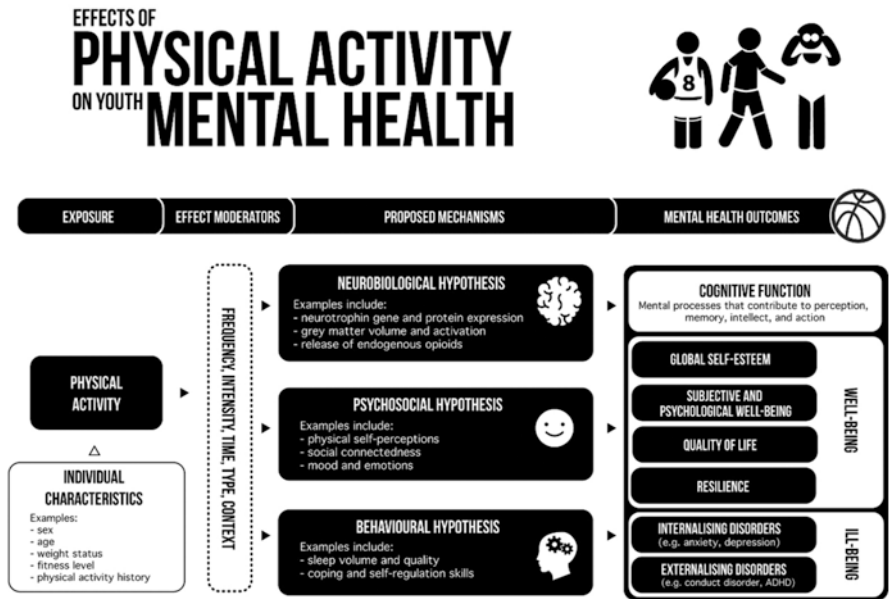 EFFECTS OF
PHYSICAL ACTIVITY
ON YOUTH MENTAL HEALTH
8
EXPOSURE
EFFECT MODERATORS
PROPOSED MECHANISMS
MENTAL HEALTH OUTCOMES
PHYSICAL
ACTIVITY
INDIVIDUAL
CHARACTERISTICS
Examples:
- sex
- age
- weight status
- fitness level
- physical activity history
FREQUENCY, INTENSITY, TIME, TYPE, CONTEXT
NEUROBIOLOGICAL HYPOTHESIS
Examples include:
- neurotrophin gene and protein expression
- grey matter volume and activation
- release of endogenous opioids
PSYCHOSOCIAL HYPOTHESIS
Examples include:
- physical self-perceptions
- social connectedness
- mood and emotions
BEHAVIOURAL HYPOTHESIS
Examples include:
- sleep volume and quality
- coping and self-regulation skills
COGNITIVE FUNCTION
Mental processes that contribute to perception,
memory, intellect, and action
GLOBAL SELF-ESTEEM
SUBJECTIVE AND
PSYCHOLOGICAL WELL-BEING
QUALITY OF LIFE
RESILIENCE
WELL-BEING
INTERNALISING DISORDERS
(e.g. anxiety, depression)
EXTERNALISING DISORDERS
(e.g. conduct disorder, ADHD)
ILL-BEING